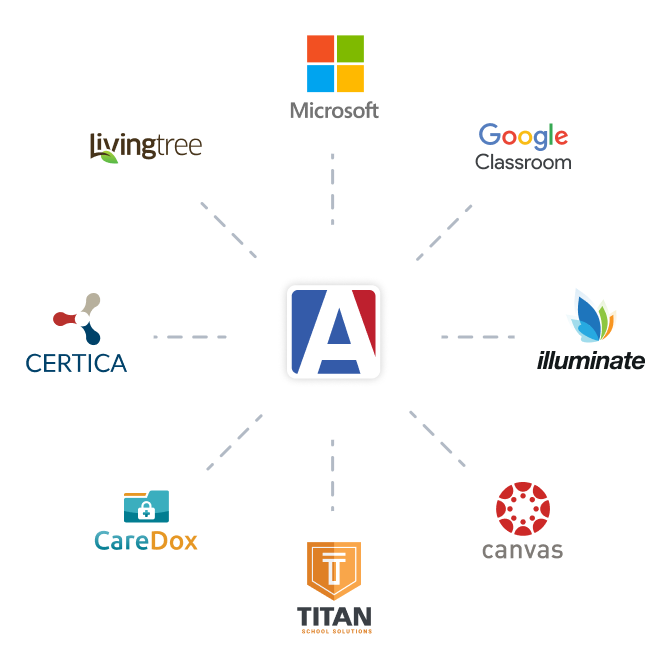 Microsoft
Livingtree
Google
Classroom
A
CERTICA
illuminate
CareDox
canvas
T
TITAN
SCHOOL SOLUTIONS